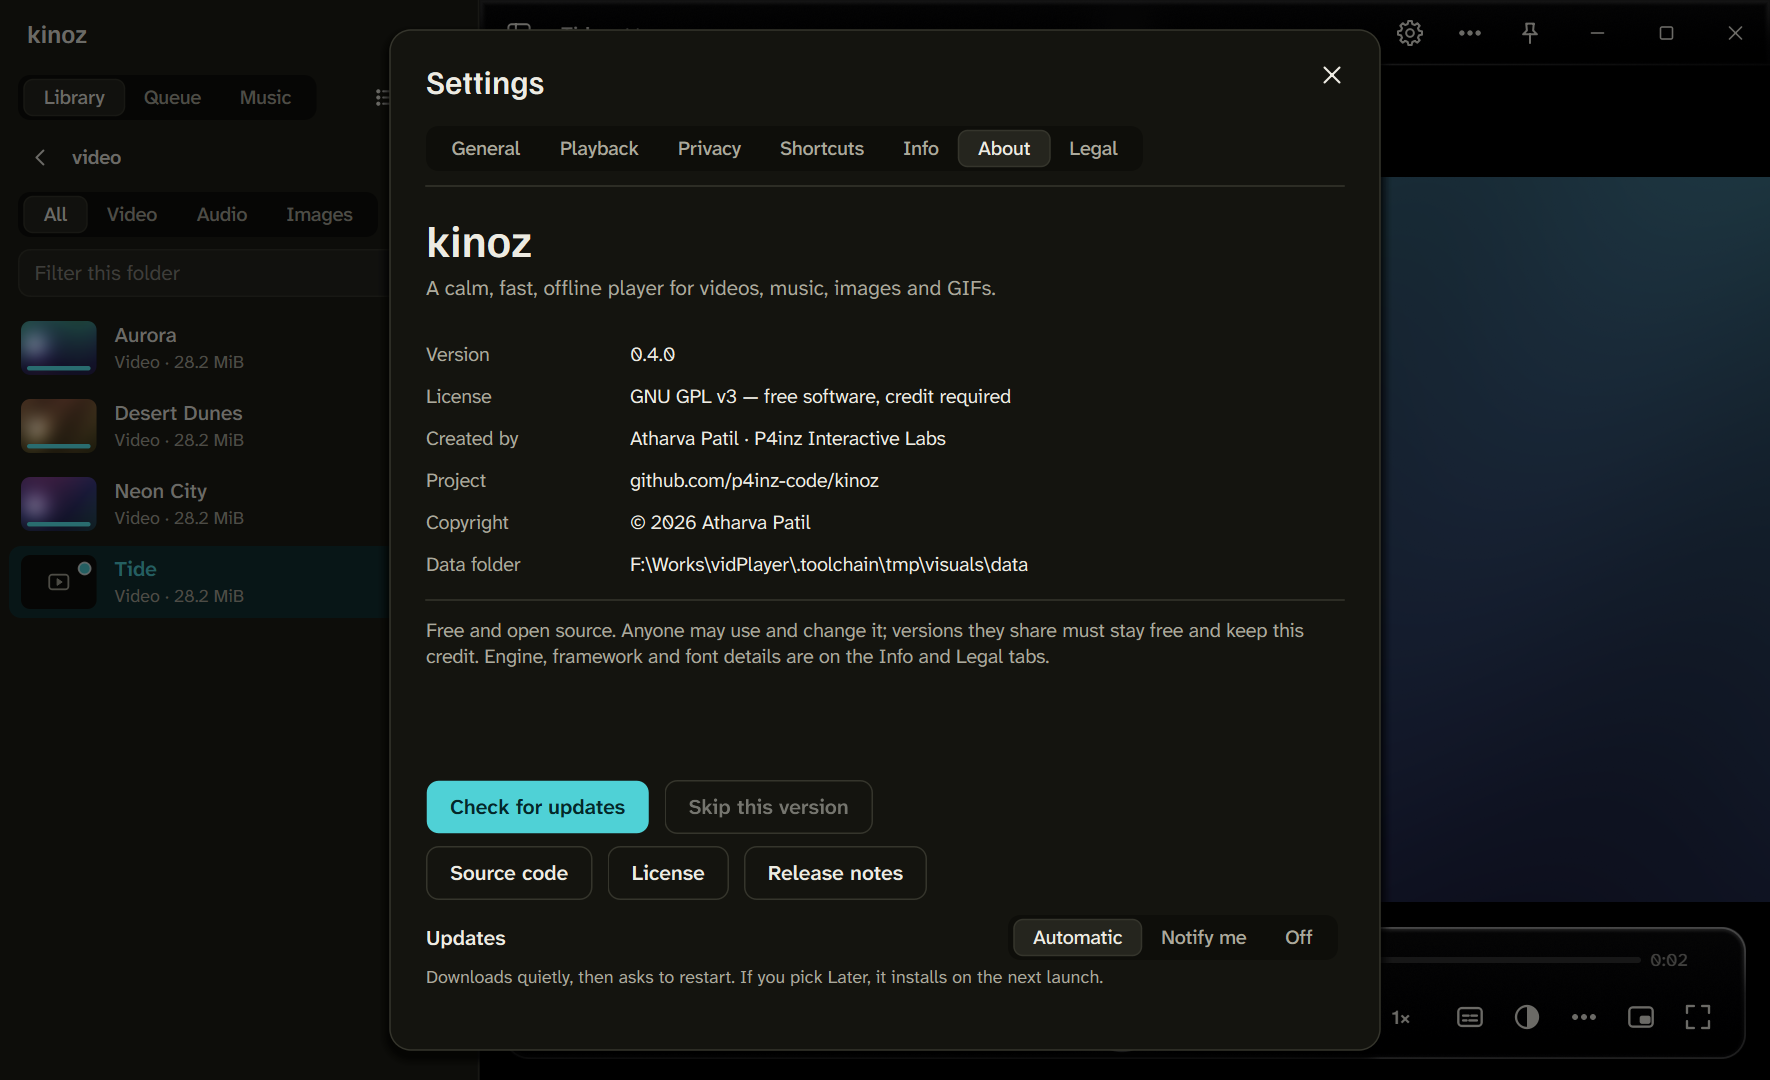 kinoz
Library Queue Music
video
All Video Audio Images
Filter this folder
Aurora
Video · 28.2 MiB
Desert Dunes
Video · 28.2 MiB
Neon City
Video · 28.2 MiB
Tide
Video · 28.2 MiB
Settings
General Playback Privacy Shortcuts Info About Legal
kinoz
A calm, fast, offline player for videos, music, images and GIFs.
Version 0.4.0
License GNU GPL v3 — free software, credit required
Created by Atharva Patil · P4inz Interactive Labs
Project github.com/p4inz-code/kinoz
Copyright © 2026 Atharva Patil
Data folder F:\Works\vidPlayer\.toolchain\tmp\visuals\data
Free and open source. Anyone may use and change it; versions they share must stay free and keep this
credit. Engine, framework and font details are on the Info and Legal tabs.
Check for updates Skip this version
Source code License Release notes
Updates Automatic Notify me Off
Downloads quietly, then asks to restart. If you pick Later, it installs on the next launch.
0:02
1×